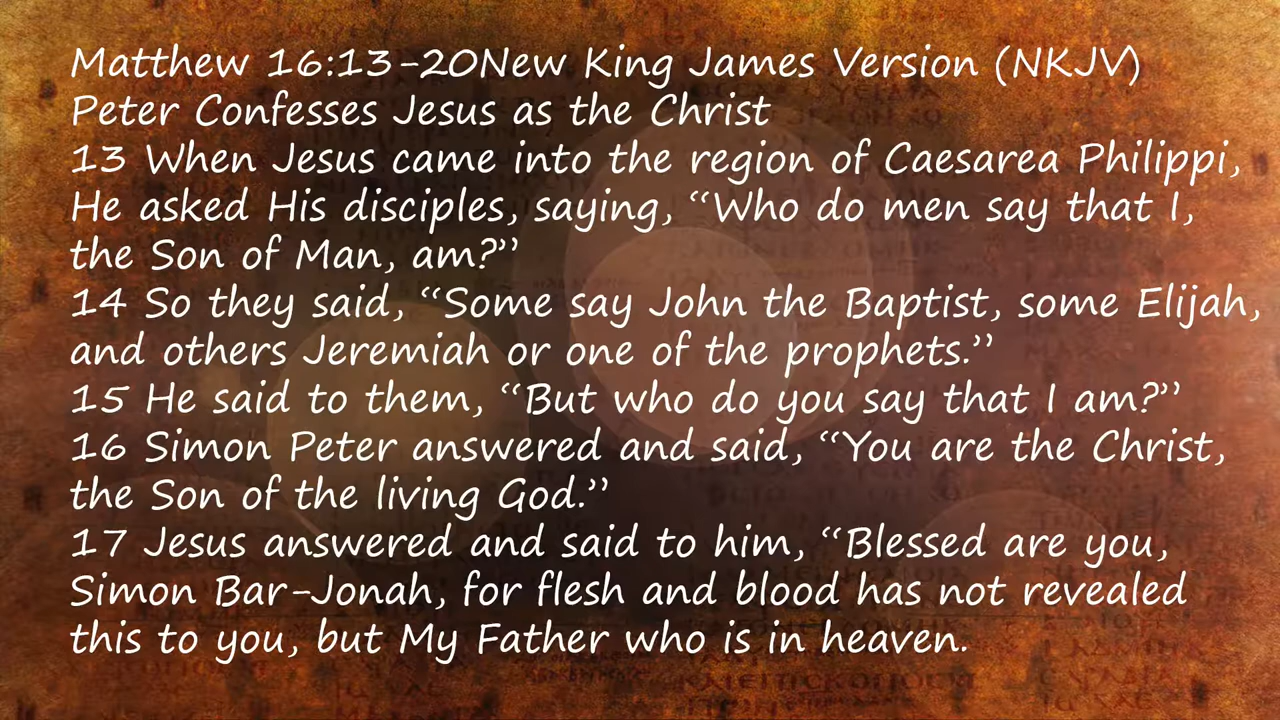 Matthew 16:13-20New King James Version (NKJV)
Peter Confesses Jesus as the Christ
13 When Jesus came into the region of Caesarea Philippi,
He asked His disciples, saying, “Who do men say that I,
the Son of Man, am?”
14 So they said, “Some say John the Baptist, some Elijah,
and others Jeremiah or one of the prophets.”
15 He said to them, “But who do you say that I am?”
16 Simon Peter answered and said, “You are the Christ,
the Son of the living God.”
17 Jesus answered and said to him, “Blessed are you,
Simon Bar-Jonah, for flesh and blood has not revealed
this to you, but My Father who is in heaven.